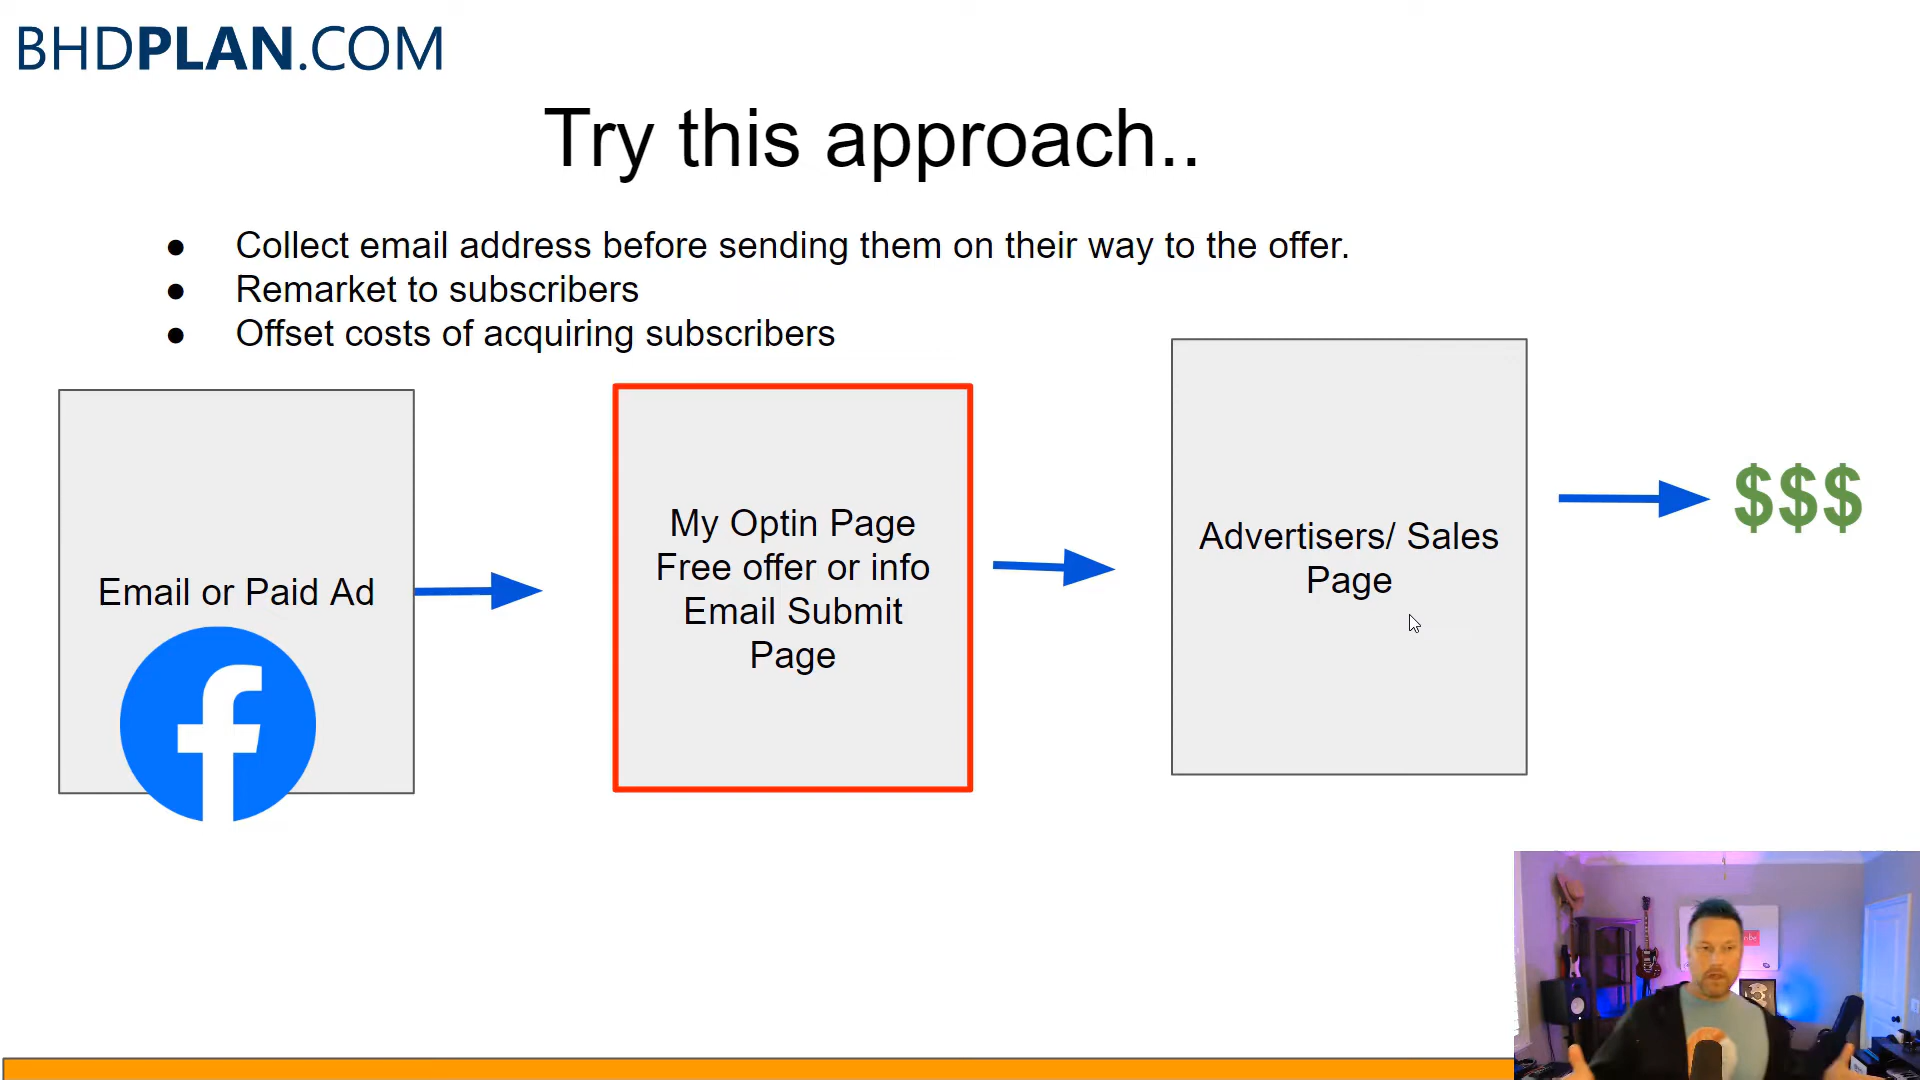 BHDPLAN.COM
Try this approach..
● Collect email address before sending them on their way to the offer.
● Remarket to subscribers
● Offset costs of acquiring subscribers
Email or Paid Ad
My Optin Page
Free offer or info
Email Submit
Page
Advertisers/ Sales
Page
$$$